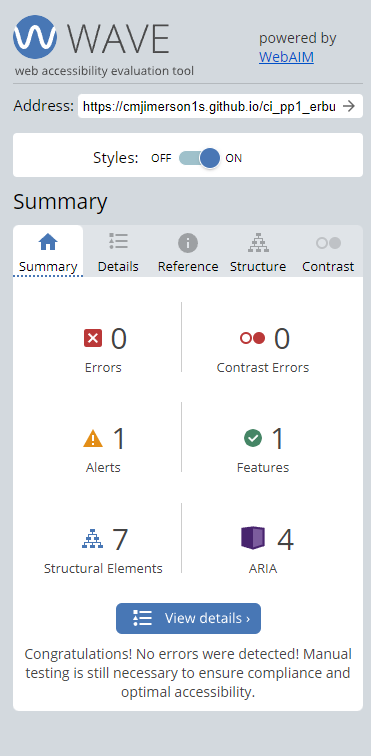 WAVE
web accessibility evaluation tool
powered by
WebAIM
Address: https://cmjimerson1s.github.io/ci_pp1_erbu
Styles: OFF ON
Summary
Summary Details Reference Structure Contrast
0 0
Errors Contrast Errors
1 1
Alerts Features
7 4
Structural Elements ARIA
View details ›
Congratulations! No errors were detected! Manual
testing is still necessary to ensure compliance and
optimal accessibility.